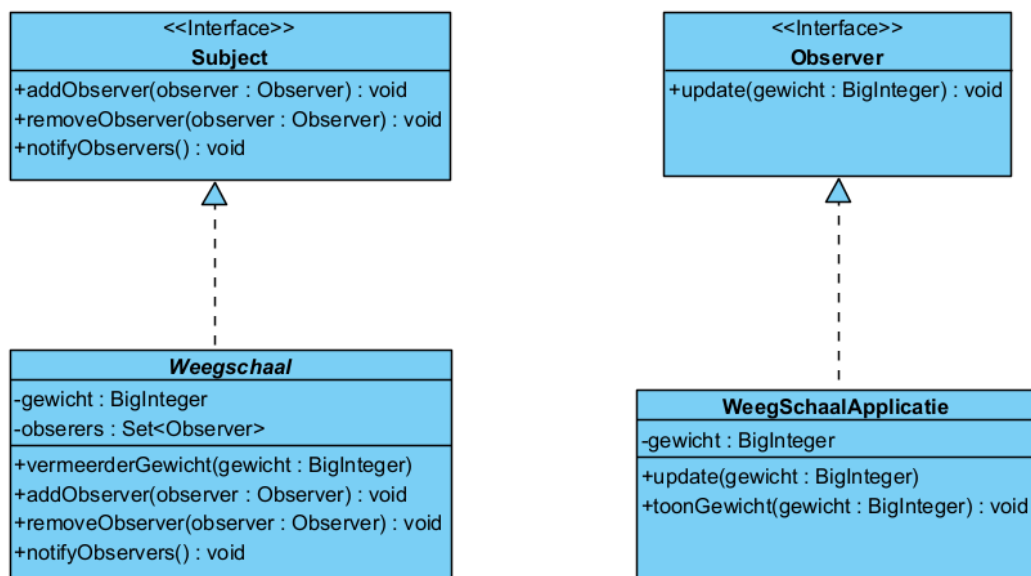 <<Interface>>
Subject
+addObserver(observer : Observer) : void
+removeObserver(observer : Observer) : void
+notifyObservers() : void
<<Interface>>
Observer
+update(gewicht : BigInteger) : void
Weegschaal
-gewicht : BigInteger
-obserers : Set<Observer>
+vermeerderGewicht(gewicht : BigInteger)
+addObserver(observer : Observer) : void
+removeObserver(observer : Observer) : void
+notifyObservers() : void
WeegSchaalApplicatie
-gewicht : BigInteger
+update(gewicht : BigInteger)
+toonGewicht(gewicht : BigInteger) : void